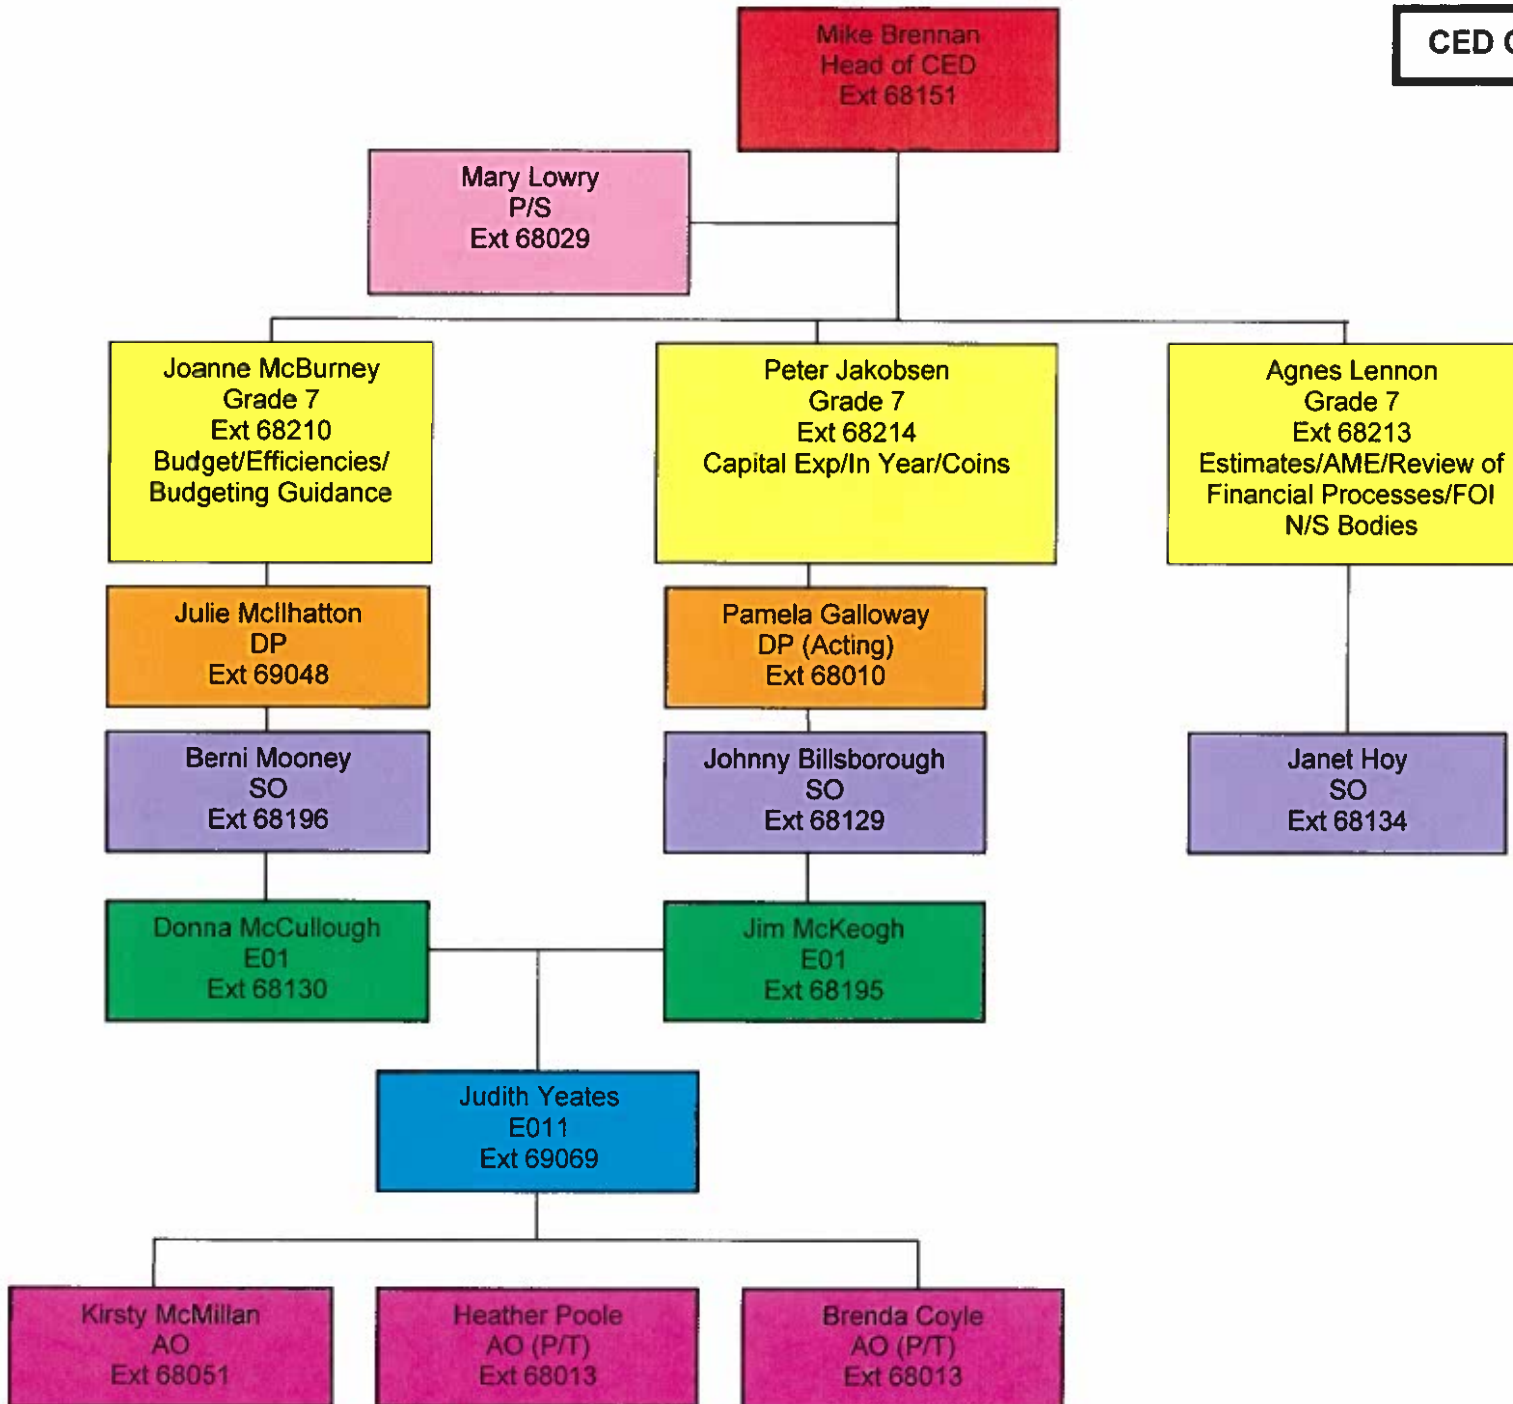 Mike Brennan
Head of CED
Ext 68151
CED
Mary Lowry
P/S
Ext 68029
Joanne McBurney
Grade 7
Ext 68210
Budget/Efficiencies/
Budgeting Guidance
Peter Jakobsen
Grade 7
Ext 68214
Capital Exp/In Year/Coins
Agnes Lennon
Grade 7
Ext 68213
Estimates/AME/Review of
Financial Processes/FOI
N/S Bodies
Julie McIlhatton
DP
Ext 69048
Pamela Galloway
DP (Acting)
Ext 68010
Berni Mooney
SO
Ext 68196
Johnny Billsborough
SO
Ext 68129
Janet Hoy
SO
Ext 68134
Donna McCullough
E01
Ext 68130
Jim McKeogh
E01
Ext 68195
Judith Yeates
E011
Ext 69069
Kirsty McMillan
AO
Ext 68051
Heather Poole
AO (P/T)
Ext 68013
Brenda Coyle
AO (P/T)
Ext 68013